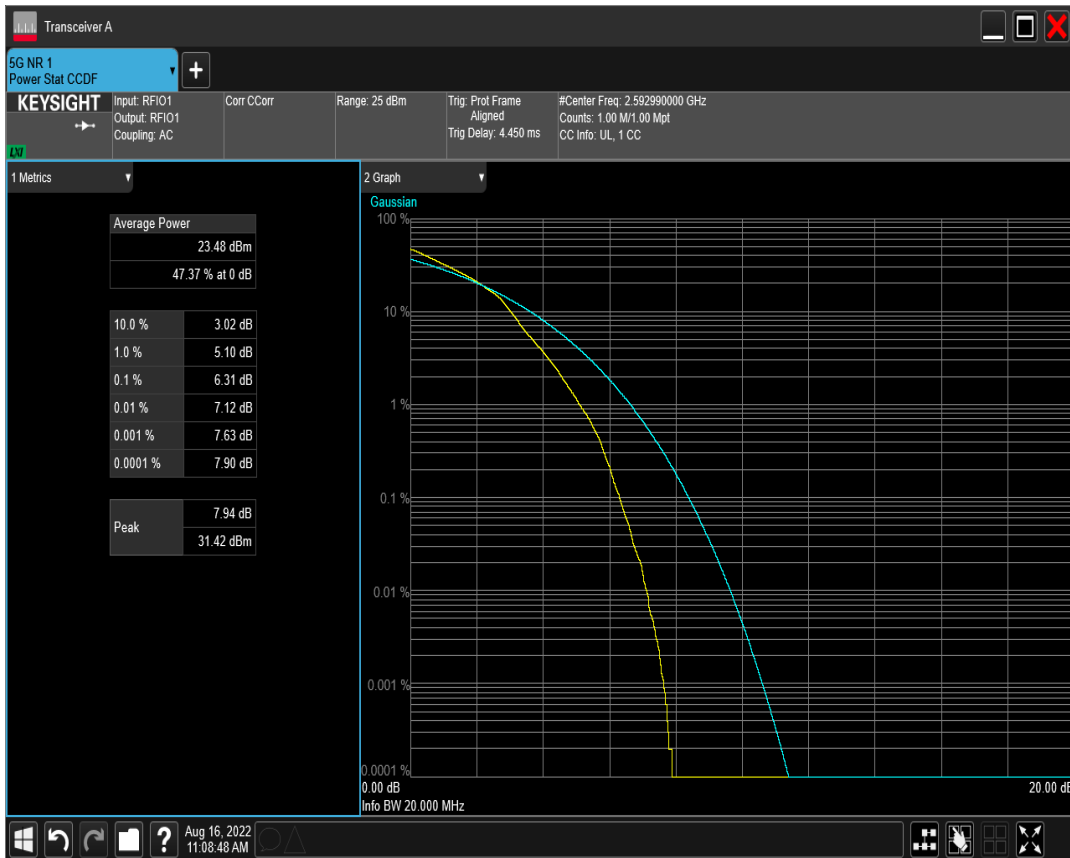 Transceiver A
5G NR 1
Power Stat CCDF
KEYSIGHT
LXI
Input: RFIO1
Output: RFIO1
Coupling: AC
Corr CCorr
Range: 25 dBm
Trig: Prot Frame
Aligned
Trig Delay: 4.450 ms
#Center Freq: 2.592990000 GHz
Counts: 1.00 M/1.00 Mpt
CC Info: UL, 1 CC
1 Metrics
Average Power
23.48 dBm
47.37 % at 0 dB
10.0 % 3.02 dB
1.0 % 5.10 dB
0.1 % 6.31 dB
0.01 % 7.12 dB
0.001 % 7.63 dB
0.0001 % 7.90 dB
Peak
7.94 dB
31.42 dBm
2 Graph
Gaussian
100 %
10 %
1 %
0.1 %
0.01 %
0.001 %
0.0001 %
0.00 dB
20.00 dB
Info BW 20.000 MHz
?
Aug 16, 2022
11:08:48 AM